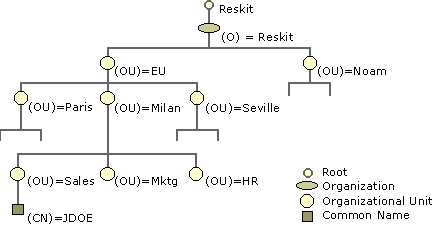 Reskit
(O) = Reskit
(OU)=EU
(OU)=Noam
(OU)=Paris
(OU)=Milan
(OU)=Seville
(OU)=Sales
(OU)=Mktg
(OU)=HR
(CN)=JDOE
Root
Organization
Organizational Unit
Common Name